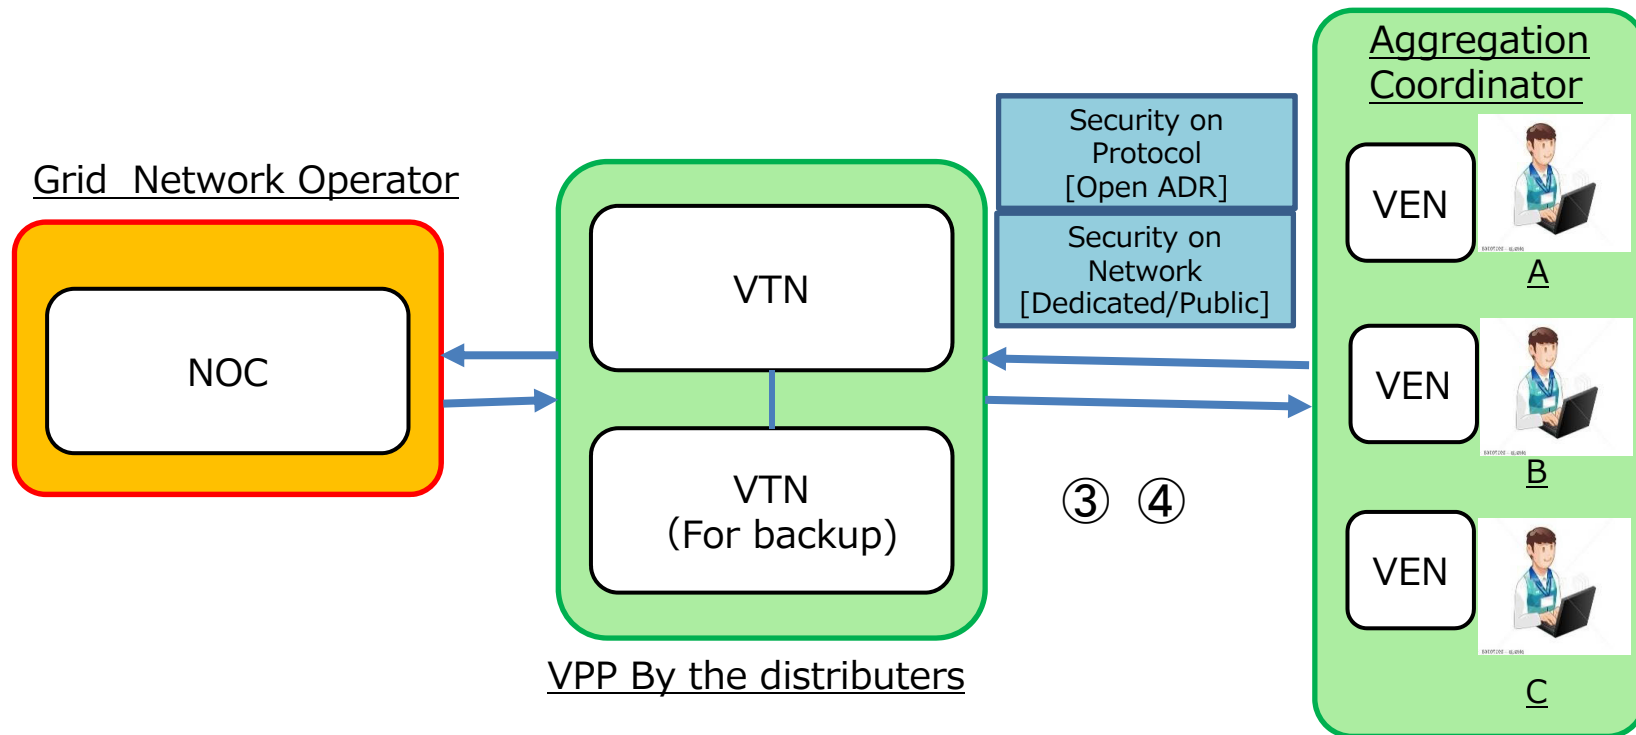 Grid  Network Operator
NOC
VTN
VTN
（For backup)
VPP By the distributers
Security on
Protocol
[Open ADR]
Security on
Network
[Dedicated/Public]
③ ④
Aggregation
Coordinator
VEN
A
VEN
B
VEN
C